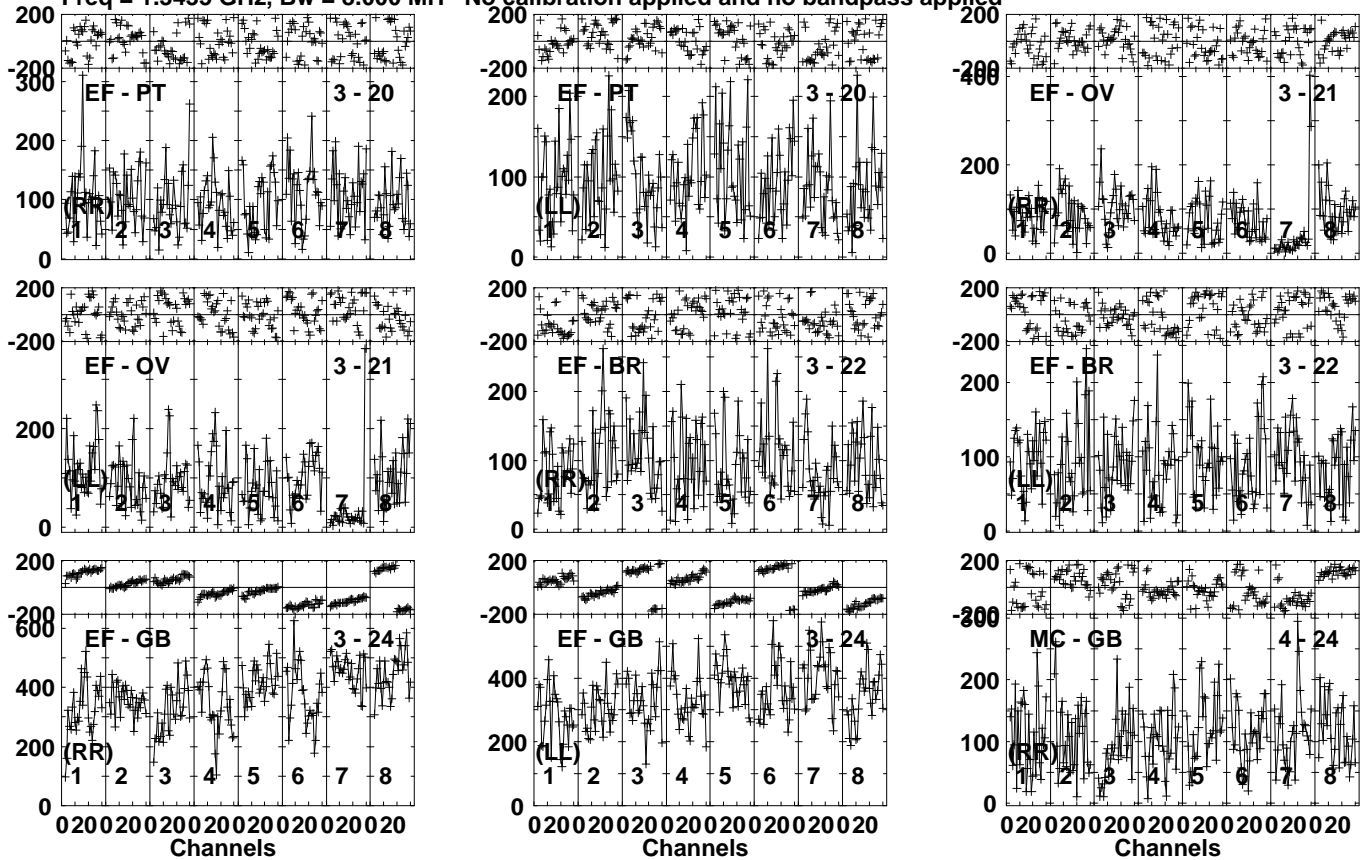 Freq = 1.3435 GHz, Bw = 8.000 MH No calibration applied and no bandpass applied
200 200 200
-200 -200 -200
300 EF - PT 3 - 20 200 EF - PT 3 - 20 400 EF - OV 3 - 21
200 100 200
100 (RR) (LL) (RR)
1 2 3 4 5 6 7 8 1 2 3 4 5 6 7 8 1 2 3 4 5 6 7 8
0 0 0
200 200 200
-200 -200 -200
EF - OV 3 - 21 EF - BR 3 - 22 EF - BR 3 - 22
200 200 200
100 100
(LL) (RR) (LL)
1 2 3 4 5 6 7 8 1 2 3 4 5 6 7 8 1 2 3 4 5 6 7 8
0 0 0
200 200 200
-200 -200 -200
600 EF - GB 3 - 24 600 EF - GB 3 - 24 300 MC - GB 4 - 24
400 400 200
200 200 100
(RR) (LL) (RR)
1 2 3 4 5 6 7 8 1 2 3 4 5 6 7 8 1 2 3 4 5 6 7 8
0 0 0
0 20 0 20 0 20 0 20 0 20 0 20 0 20 0 20 0 20 0 20 0 20 0 20 0 20 0 20 0 20 0 20 0 20 0 20 0 20 0 20 0 20 0 20 0 20 0 20
Channels Channels Channels